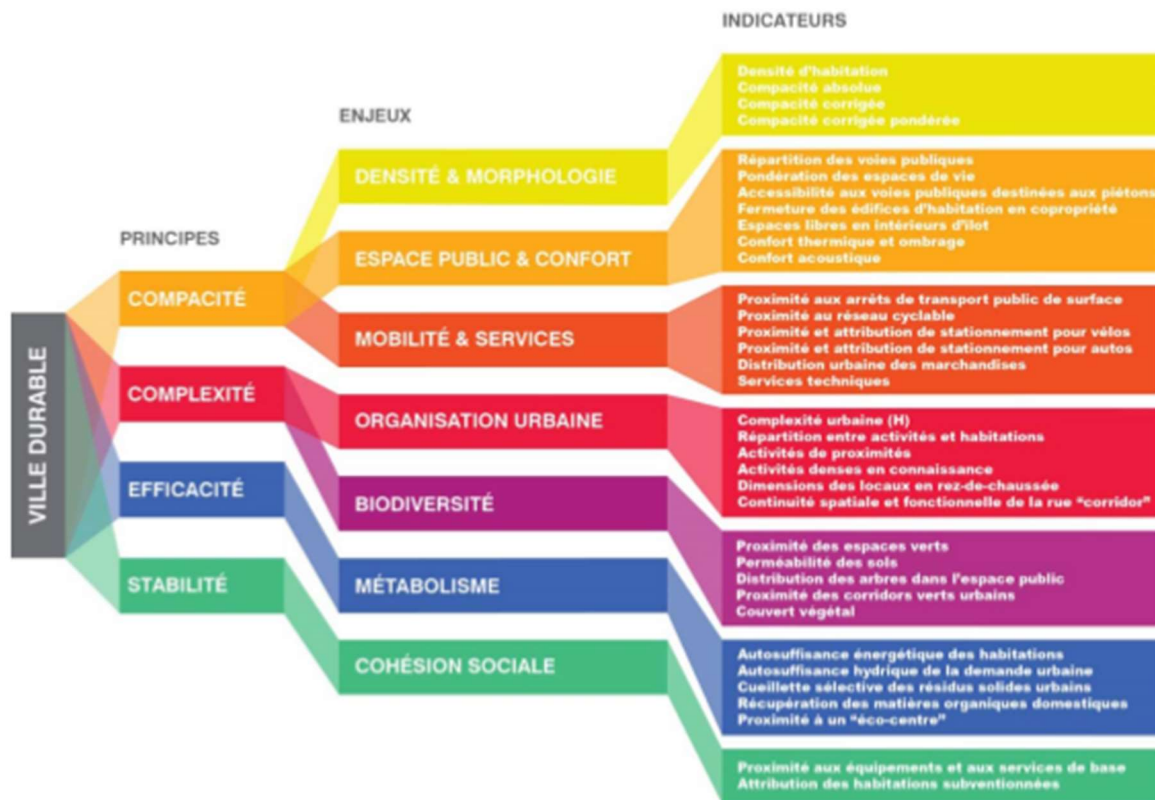 INDICATEURS
Densité d'habitation
Compacité absolue
Compacité corrigée
Compacité corrigée pondérée
ENJEUX
DENSITÉ & MORPHOLOGIE
Répartition des voies publiques
Pondération des espaces de vie
Accessibilité aux voies publiques destinées aux piétons
Fermeture des édifices d'habitation en copropriété
Espaces libres en intérieurs d'îlot
Confort thermique et ombrage
Confort acoustique
PRINCIPES
ESPACE PUBLIC & CONFORT
COMPACITÉ
Proximité aux arrêts de transport public de surface
Proximité au réseau cyclable
Proximité et attribution de stationnement pour vélos
Proximité et attribution de stationnement pour autos
Distribution urbaine des marchandises
Services techniques
MOBILITÉ & SERVICES
VILLE DURABLE
COMPLEXITÉ
ORGANISATION URBAINE
Complexité urbaine (H)
Répartition entre activités et habitations
Activités de proximités
Activités denses en connaissance
Dimensions des locaux en rez-de-chaussée
Continuité spatiale et fonctionnelle de la rue "corridor"
EFFICACITÉ
BIODIVERSITÉ
Proximité des espaces verts
Perméabilité des sols
Distribution des arbres dans l'espace public
Proximité des corridors verts urbains
Couvert végétal
STABILITÉ
MÉTABOLISME
Autosuffisance énergétique des habitations
Autosuffisance hydrique de la demande urbaine
Cueillette sélective des résidus solides urbains
Récupération des matières organiques domestiques
Proximité à un "éco-centre"
COHÉSION SOCIALE
Proximité aux équipements et aux services de base
Attribution des habitations subventionnées